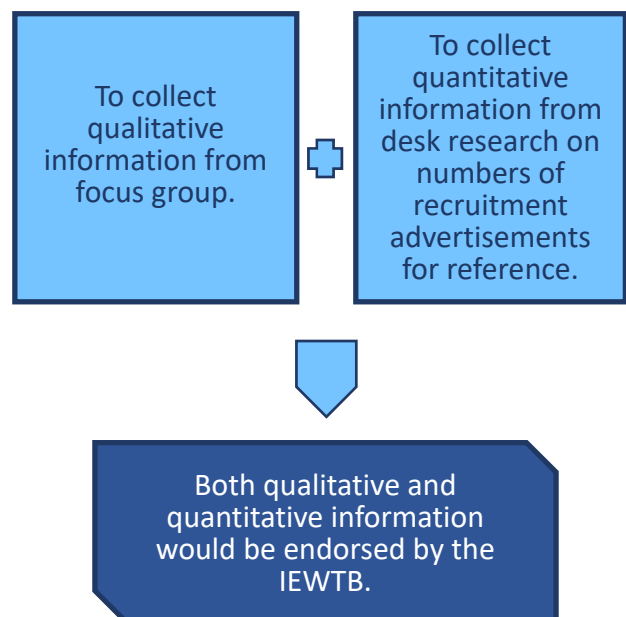 To collect
qualitative
information from
focus group.
To collect
quantitative
information from
desk research on
numbers of
recruitment
advertisements
for reference.
Both qualitative and
quantitative information
would be endorsed by the
IEWTB.